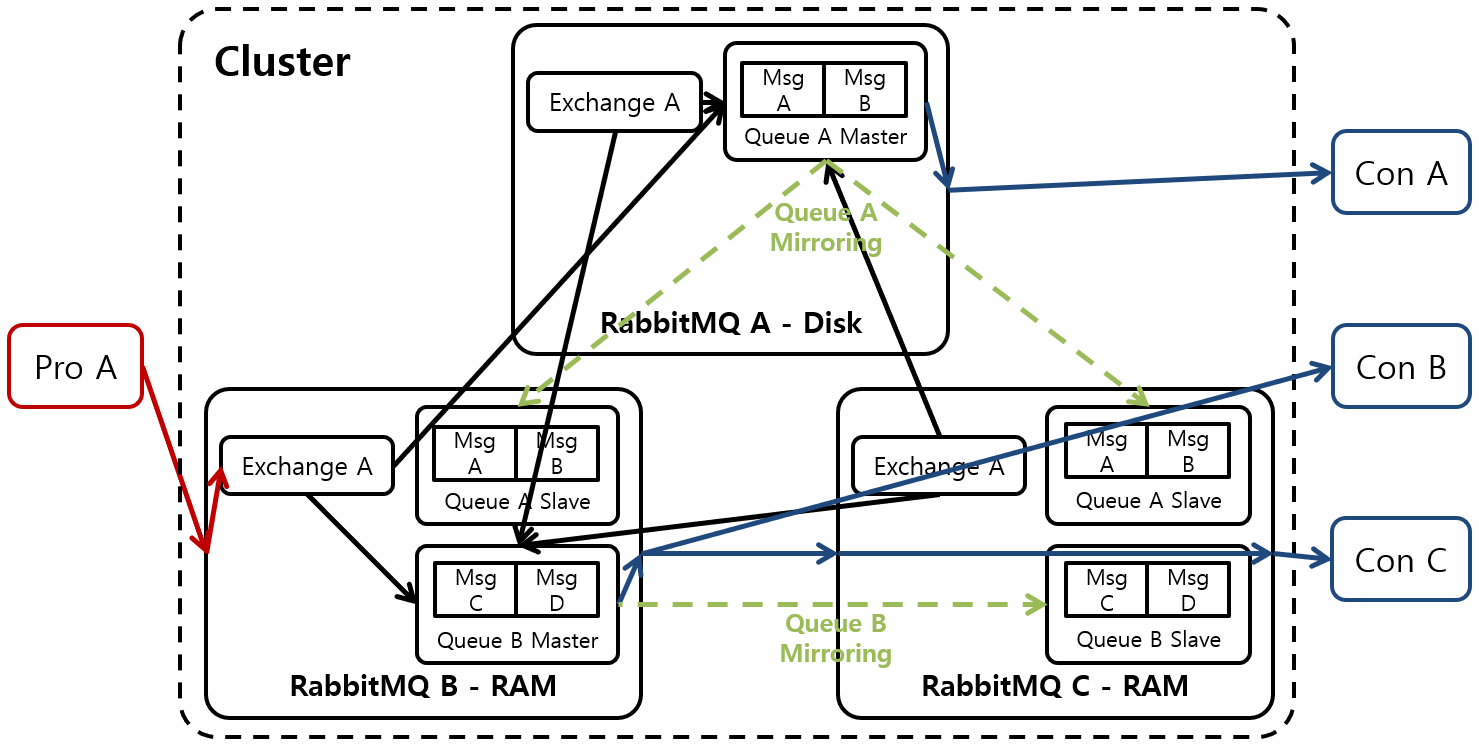 Cluster
Exchange A
Msg
A
Msg
B
Queue A Master
Queue A
Mirroring
RabbitMQ A - Disk
Pro A
Con A
Con B
Con C
Exchange A
Msg
A
Msg
B
Queue A Slave
Msg
C
Msg
D
Queue B Master
RabbitMQ B - RAM
Queue B
Mirroring
Exchange A
Msg
A
Msg
B
Queue A Slave
Msg
C
Msg
D
Queue B Slave
RabbitMQ C - RAM